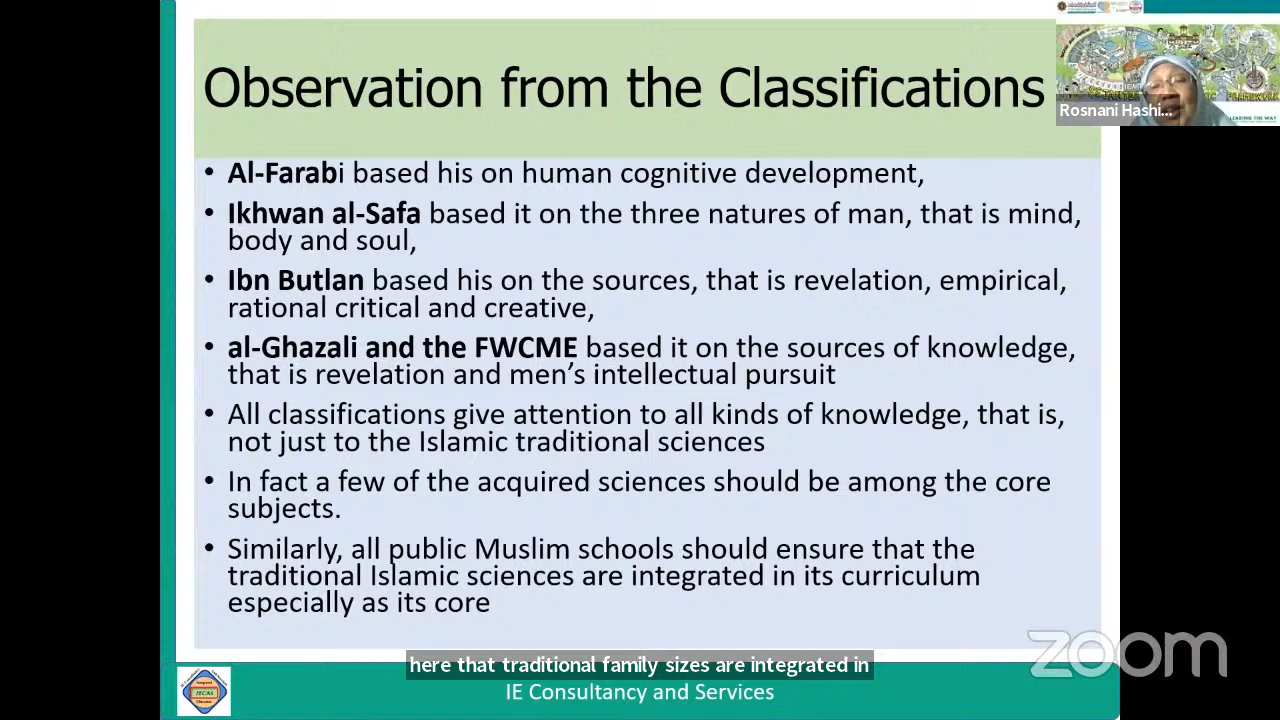 Observation from the Classifications
Rosnani Hashi...
LEADING THE WAY
• Al-Farabi based his on human cognitive development,
• Ikhwan al-Safa based it on the three natures of man, that is mind,
body and soul,
• Ibn Butlan based his on the sources, that is revelation, empirical,
rational critical and creative,
• al-Ghazali and the FWCME based it on the sources of knowledge,
that is revelation and men’s intellectual pursuit
• All classifications give attention to all kinds of knowledge, that is,
not just to the Islamic traditional sciences
• In fact a few of the acquired sciences should be among the core
subjects.
• Similarly, all public Muslim schools should ensure that the
traditional Islamic sciences are integrated in its curriculum
especially as its core
zoom
here that traditional family sizes are integrated in
IE Consultancy and Services
IECAS